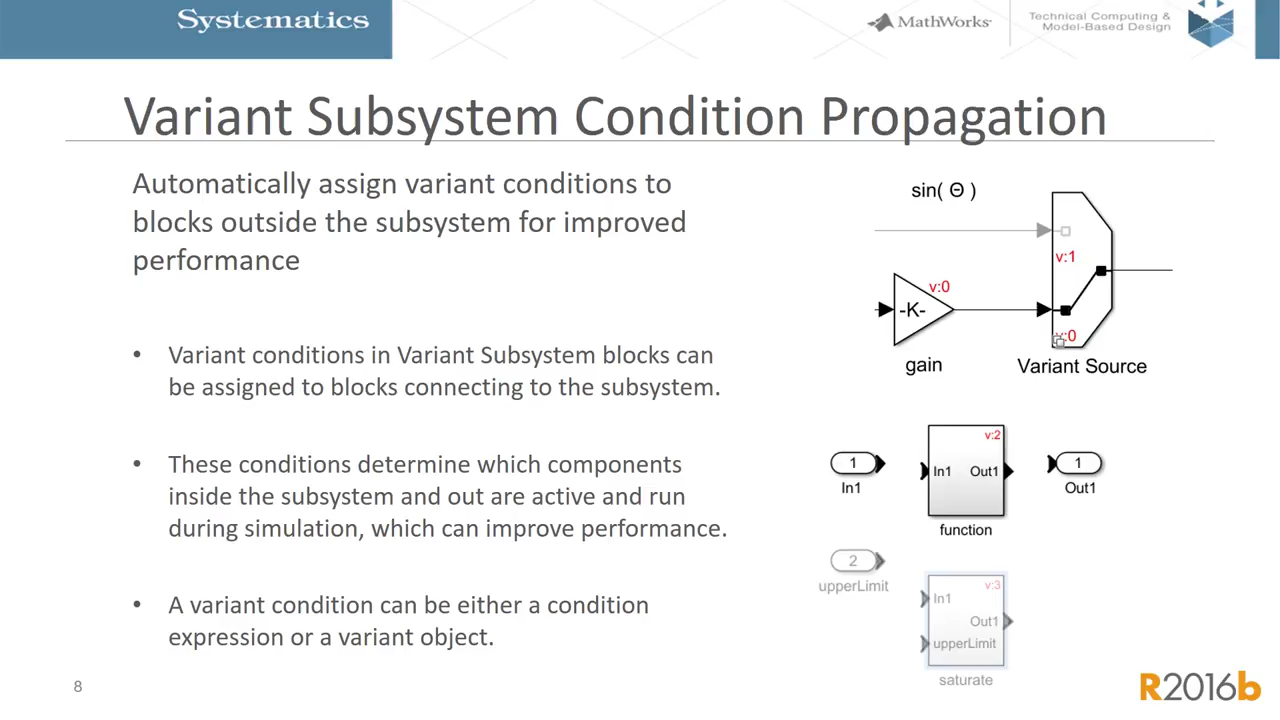 Systematics
MathWorks
Technical Computing &
Model-Based Design
Variant Subsystem Condition Propagation
Automatically assign variant conditions to
blocks outside the subsystem for improved
performance
• Variant conditions in Variant Subsystem blocks can
be assigned to blocks connecting to the subsystem.
• These conditions determine which components
inside the subsystem and out are active and run
during simulation, which can improve performance.
• A variant condition can be either a condition
expression or a variant object.
sin( Θ )
v:1
v:0
-K-
v:0
gain
Variant Source
v:2
1
In1
In1 Out1
1
Out1
function
2
upperLimit
v:3
In1
Out1
upperLimit
saturate
8
R2016b